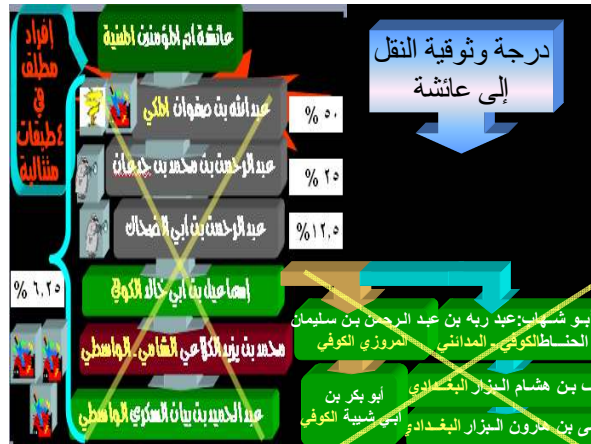 درجة وثوقية النقل
إلى عائشة
إفراد
مطلف
في
٤ طبقات
متتالية
عائشة ام المؤمنين المدنية
عبد الله بن صفوان المكي
% ٥٠
عبد الرحمن بن محمد بن جدعان
% ٢٥
عبد الرحمن بن أبي الضحاك
%١٢,٥
إسماعيل بن أبي خالد الكوفي
% ٦,٢٥
محمد بن يزيد الكلاعي الشامي - الواسطي
عبد الحميد بن بيان السكري الواسطي
عبد الرحمن بن سليمان
المروزي الكوفي
بو شهاب:عبد ربه بن
الحناط الكوفي - المدائني
أبو بكر بن
أبي شيبة الكوفي
ف بن هشام البزار البغدادي
ى بن هارون البزار البغدادي